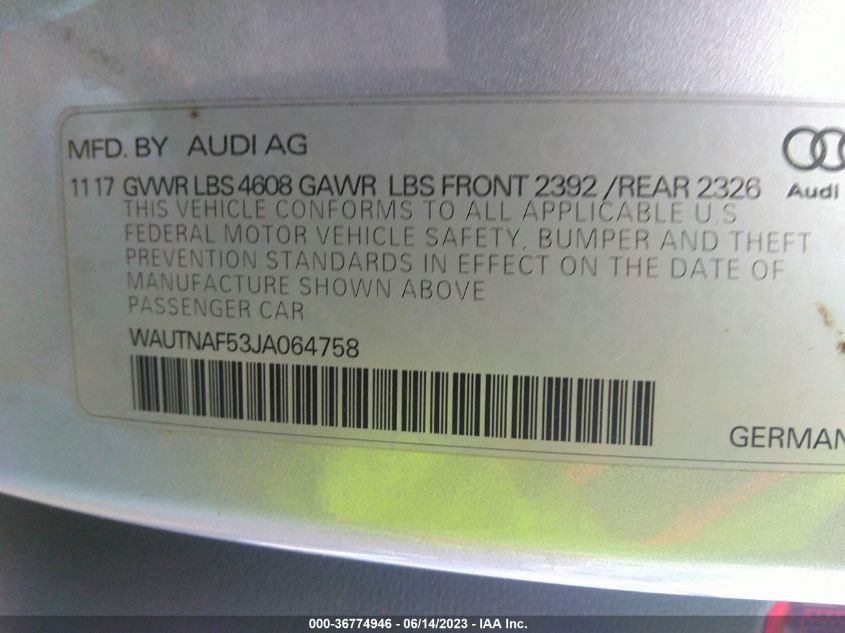 MFD. BY AUDI AG
11 17 GVWR LBS 4608 GAWR LBS FRONT 2392 /REAR 2326
Audi
THIS VEHICLE CONFORMS TO ALL APPLICABLE U.S.
FEDERAL MOTOR VEHICLE SAFETY, BUMPER AND THEFT
PREVENTION STANDARDS IN EFFECT ON THE DATE OF
MANUFACTURE SHOWN ABOVE
PASSENGER CAR
WAUTNAF53JA064758
GERMAN
000-36774946 - 06/14/2023 - IAA Inc.